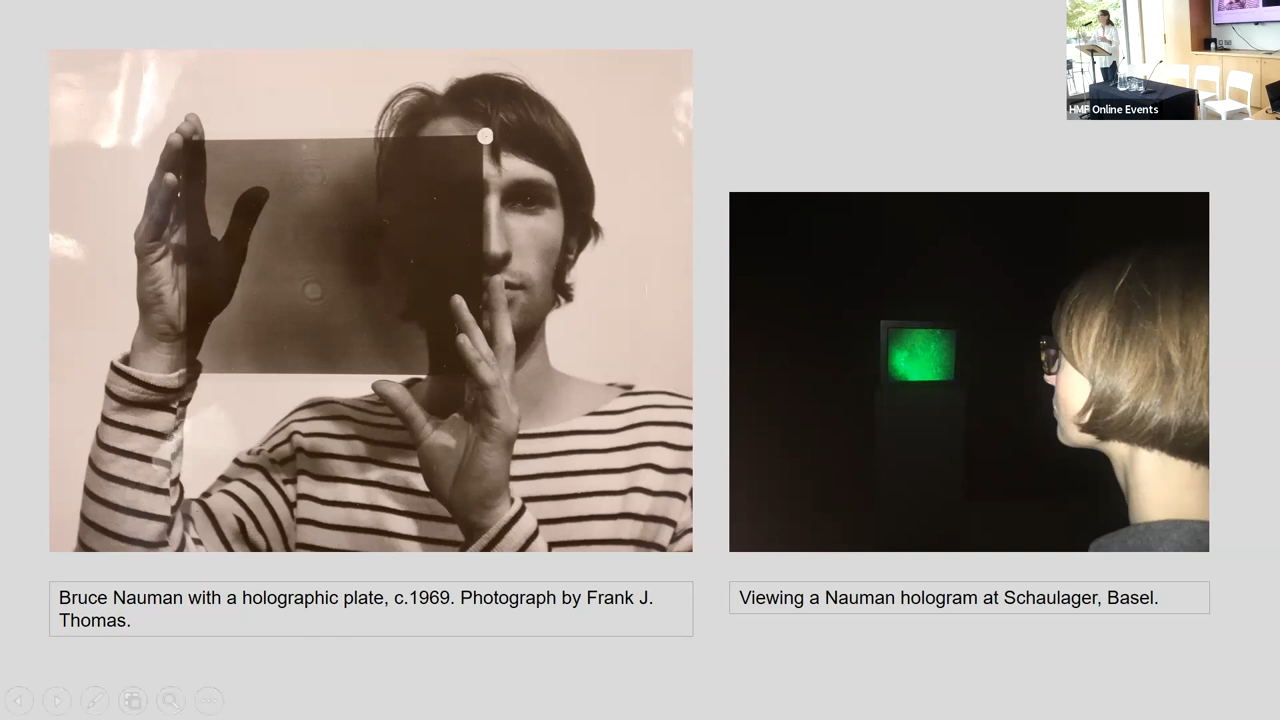 HMF Online Events
Bruce Nauman with a holographic plate, c.1969. Photograph by Frank J.
Thomas.
Viewing a Nauman hologram at Schaulager, Basel.